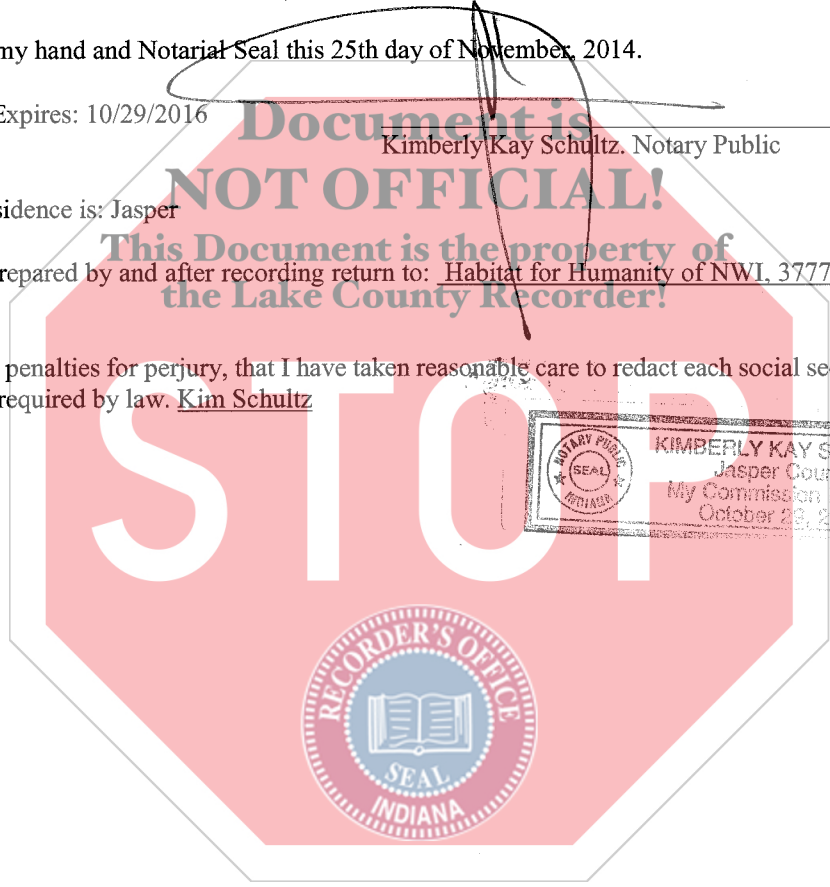 my hand and Notarial Seal this 25th day of November, 2014.
Expires: 10/29/2016
Document is
Kimberly Kay Schultz. Notary Public
NOT OFFICIAL!
sidence is: Jasper
This Document is the property of
repared by and after recording return to: Habitat for Humanity of NWI, 3777
the Lake County Recorder!
penalties for perjury, that I have taken reasonable care to redact each social se
required by law. Kim Schultz
STOP
NOTARY PUBLIC
SEAL
INDIANA
KIMBERLY KAY S
Jasper Coun
My Commission
October 29, 2
RECORDER'S OFFICE
SEAL
INDIANA